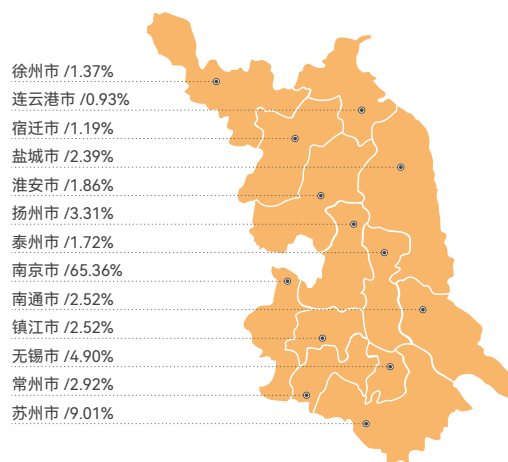 徐州市 /1.37%
连云港市 /0.93%
宿迁市 /1.19%
盐城市 /2.39%
淮安市 /1.86%
扬州市 /3.31%
泰州市 /1.72%
南京市 /65.36%
南通市 /2.52%
镇江市 /2.52%
无锡市 /4.90%
常州市 /2.92%
苏州市 /9.01%